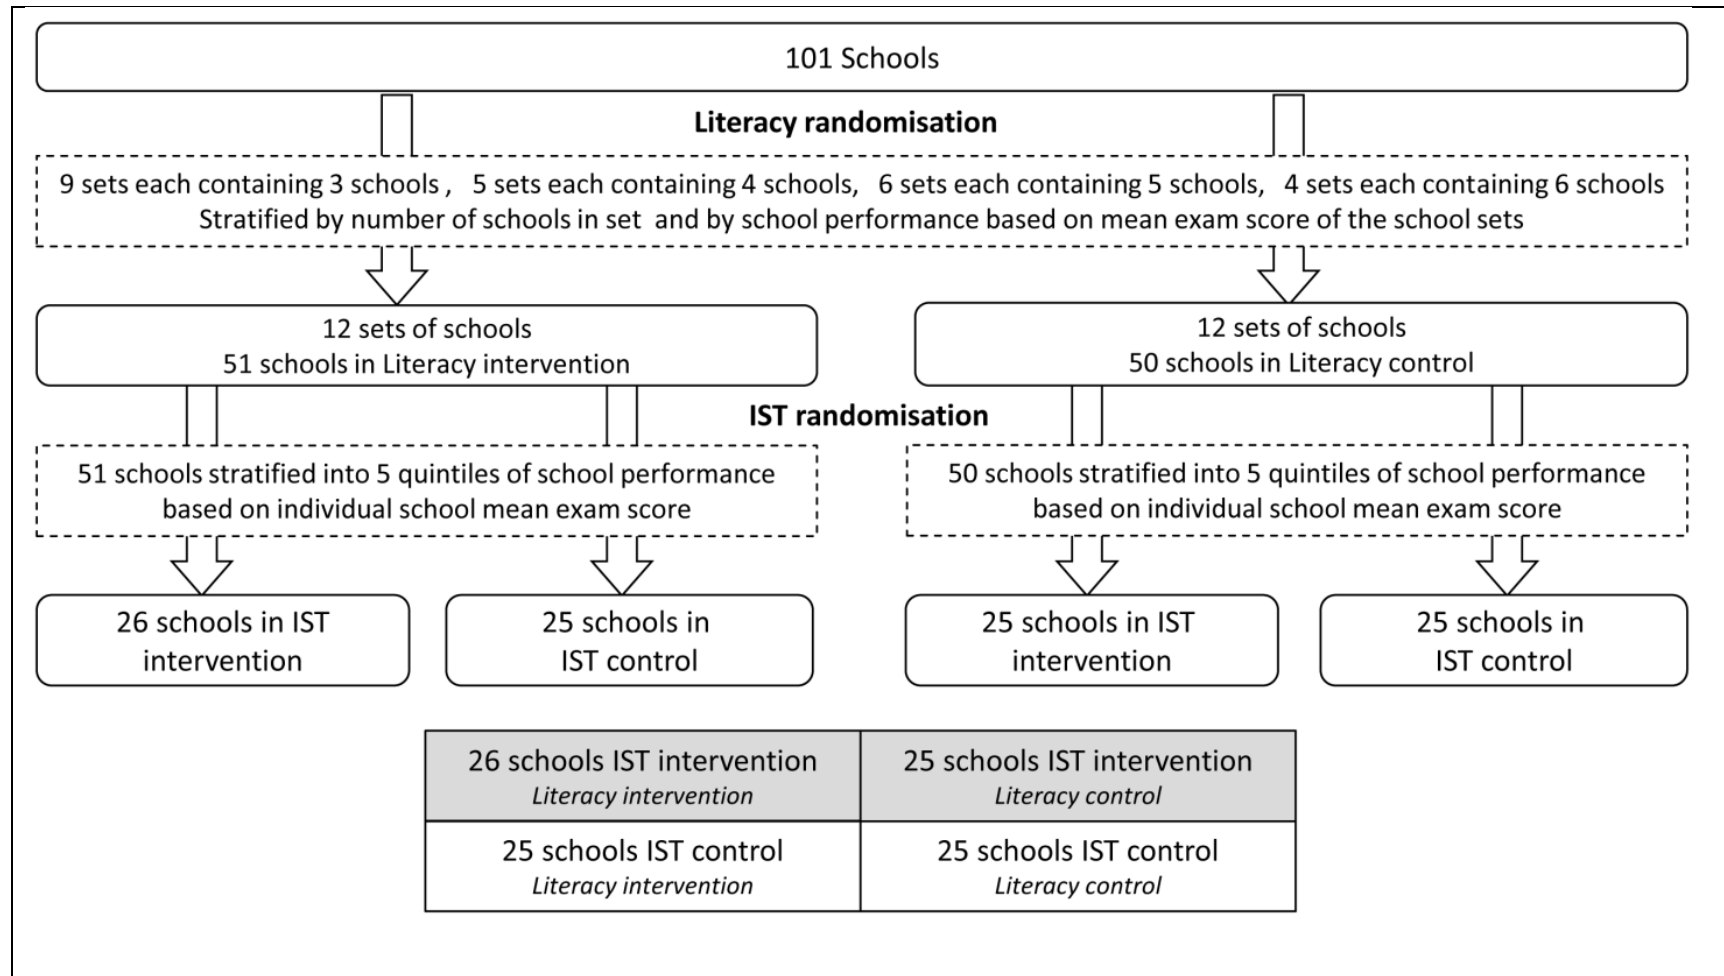 101 Schools
Literacy randomisation
9 sets each containing 3 schools , 5 sets each containing 4 schools, 6 sets each containing 5 schools, 4 sets each containing 6 schools
Stratified by number of schools in set and by school performance based on mean exam score of the school sets
12 sets of schools
51 schools in Literacy intervention
12 sets of schools
50 schools in Literacy control
IST randomisation
51 schools stratified into 5 quintiles of school performance
based on individual school mean exam score
50 schools stratified into 5 quintiles of school performance
based on individual school mean exam score
26 schools in IST
intervention
25 schools in
IST control
25 schools in IST
intervention
25 schools in
IST control
26 schools IST intervention
Literacy intervention
25 schools IST intervention
Literacy control
25 schools IST control
Literacy intervention
25 schools IST control
Literacy control